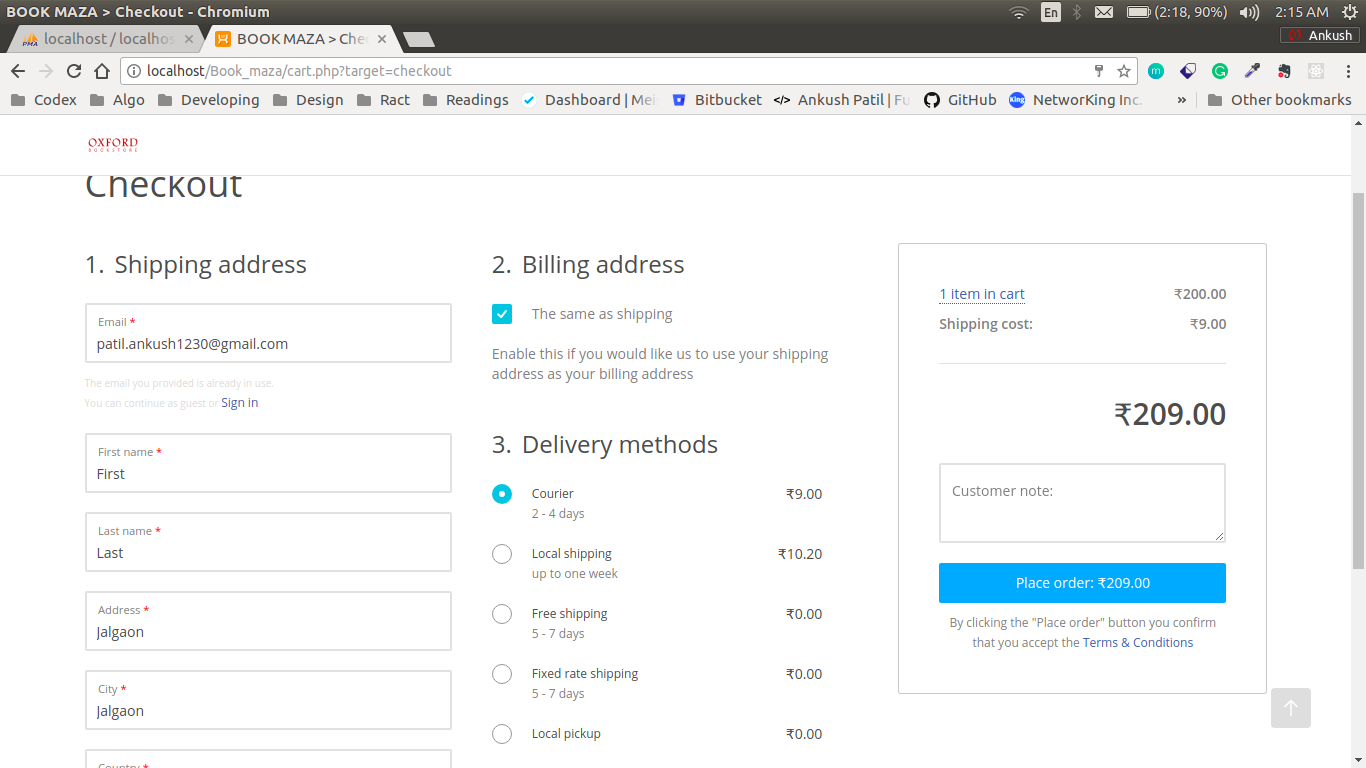 BOOK MAZA > Checkout - Chromium
En
(2:18, 90%)
2:15 AM
localhost / localhos
BOOK MAZA > Che
Ankush
localhost/Book_maza/cart.php?target=checkout
Codex
Algo
Developing
Design
Ract
Readings
Dashboard | Mei
Bitbucket
Ankush Patil | Fu
GitHub
NetworKing Inc.
Other bookmarks
OXFORD
BOOKSTORE
Checkout
1. Shipping address
Email *
patil.ankush1230@gmail.com
The email you provided is already in use.
You can continue as guest or Sign in
First name *
First
Last name *
Last
Address *
Jalgaon
City *
Jalgaon
Country *
2. Billing address
The same as shipping
Enable this if you would like us to use your shipping
address as your billing address
3. Delivery methods
Courier ₹9.00
2 - 4 days
Local shipping ₹10.20
up to one week
Free shipping ₹0.00
5 - 7 days
Fixed rate shipping ₹0.00
5 - 7 days
Local pickup ₹0.00
1 item in cart ₹200.00
Shipping cost: ₹9.00
₹209.00
Customer note:
Place order: ₹209.00
By clicking the "Place order" button you confirm
that you accept the Terms & Conditions